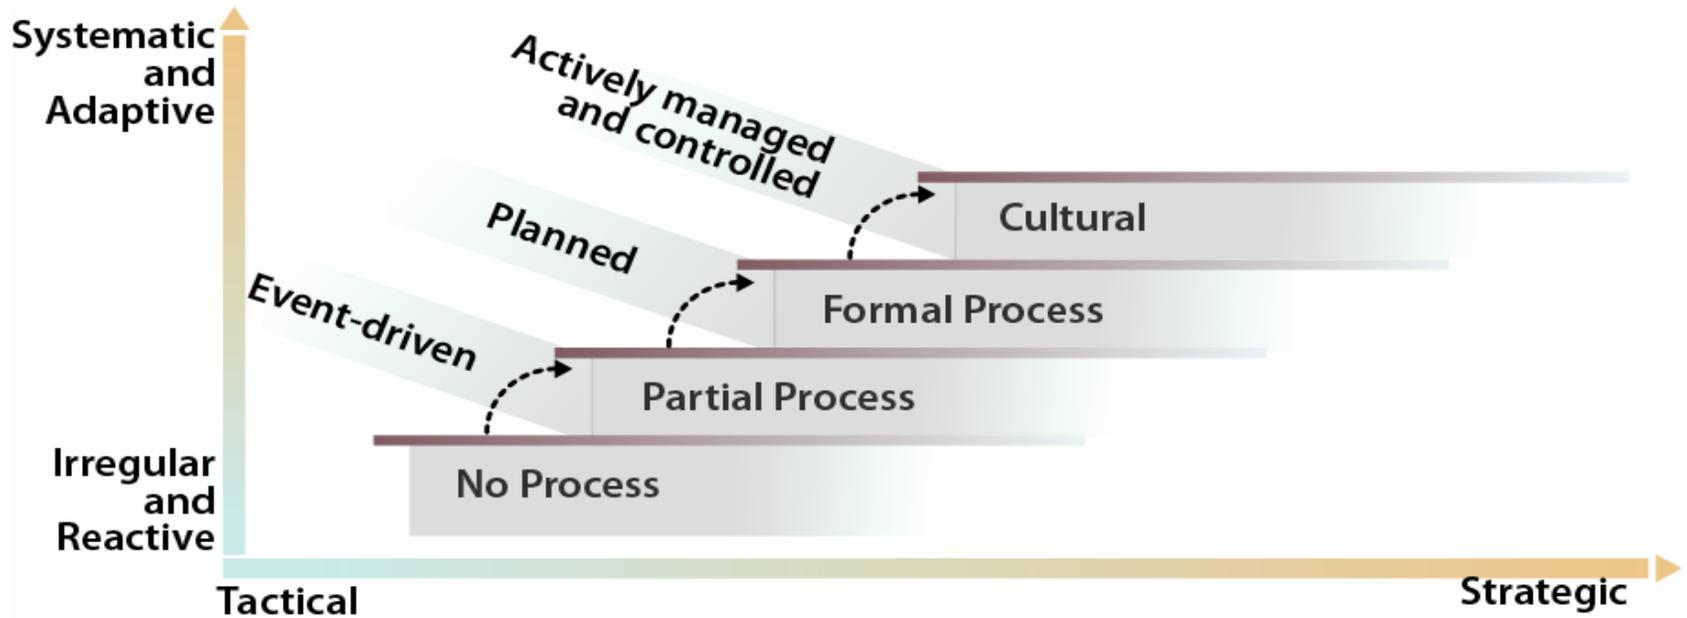 Systematic
and
Adaptive
Actively managed
and controlled
Cultural
Planned
Formal Process
Event-driven
Partial Process
Irregular
and
Reactive
No Process
Tactical
Strategic